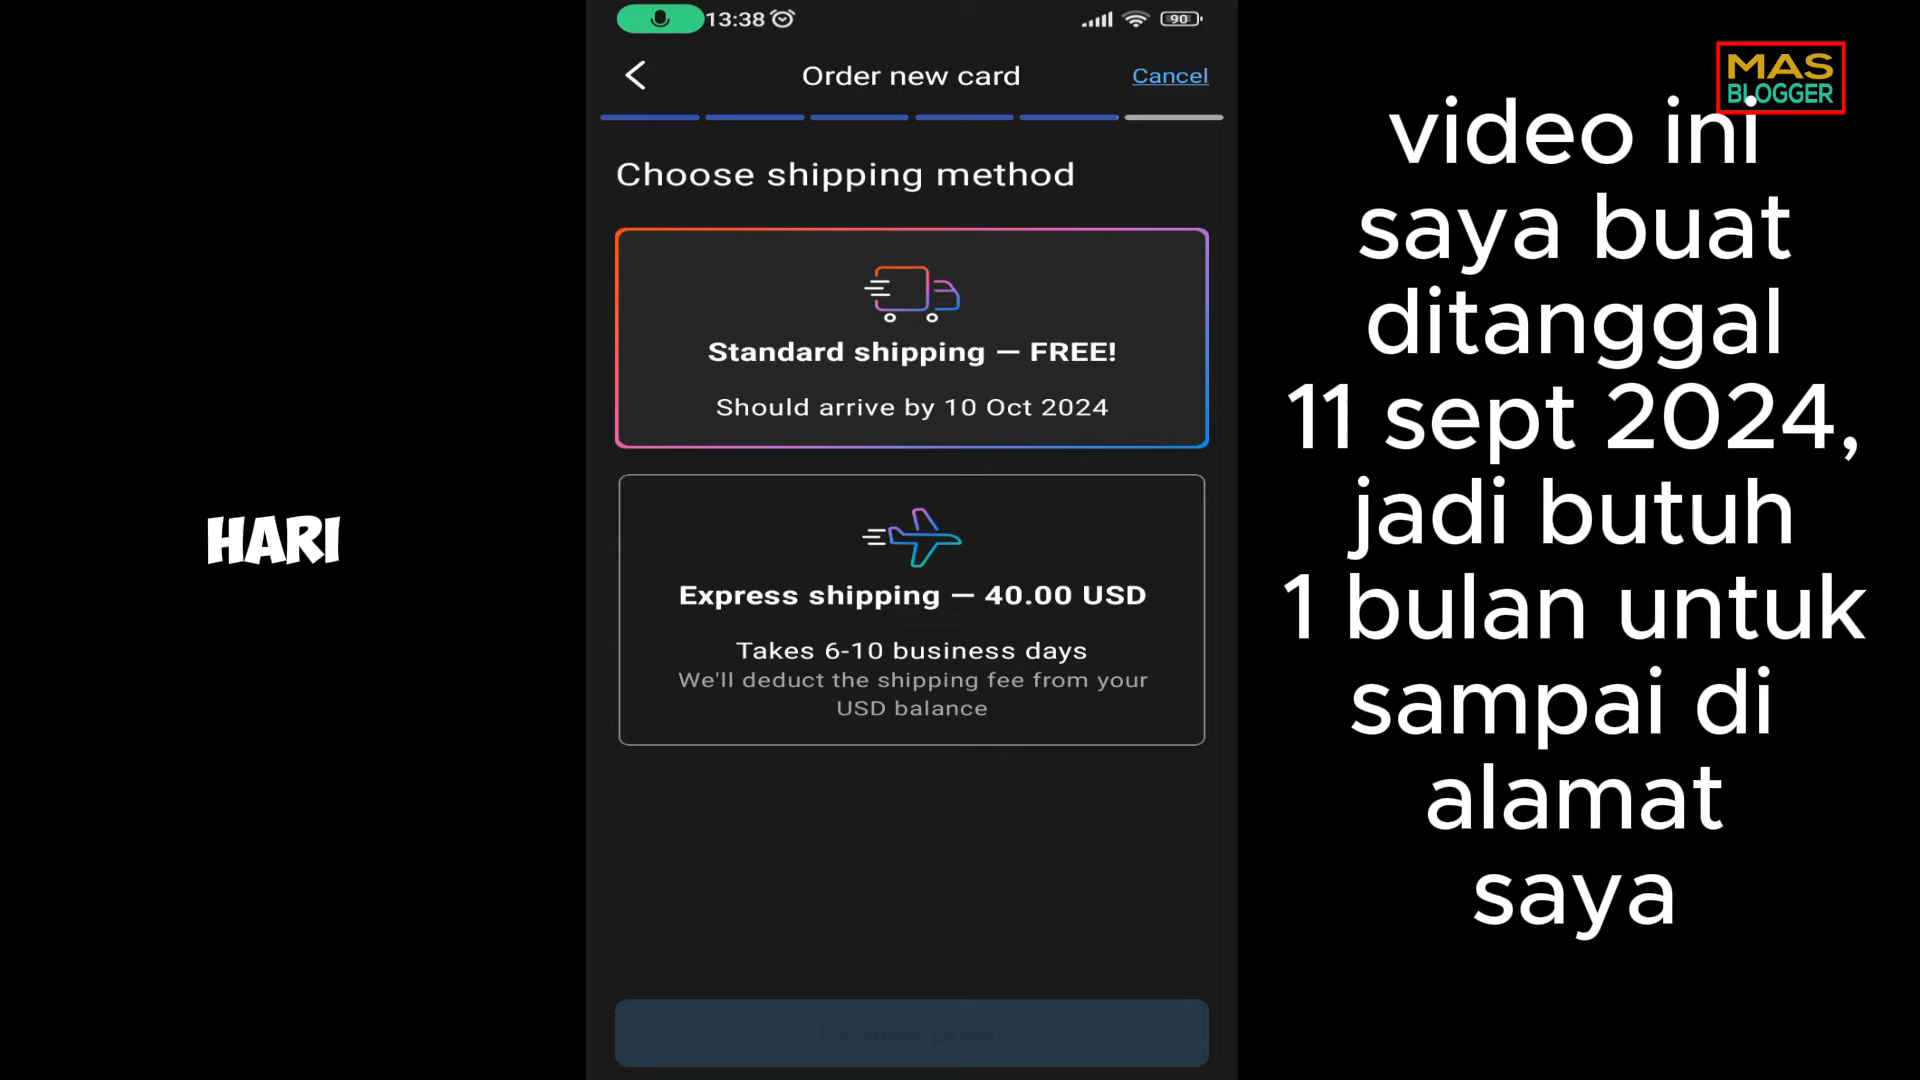 13:38
90
Order new card
Cancel
Choose shipping method
Standard shipping — FREE!
Should arrive by 10 Oct 2024
Express shipping — 40.00 USD
Takes 6-10 business days
We'll deduct the shipping fee from your
USD balance
HARI
MAS
BLOGGER
video ini
saya buat
ditanggal
11 sept 2024,
jadi butuh
1 bulan untuk
sampai di
alamat
saya